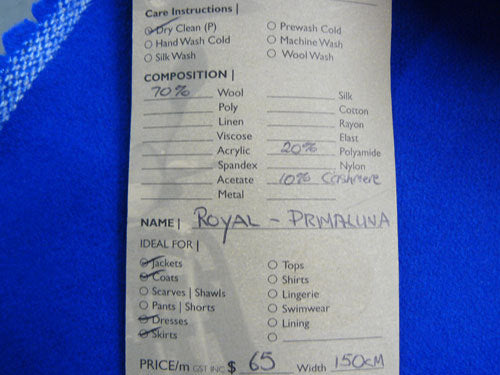 Care Instructions |
Dry Clean (P) Prewash Cold
Hand Wash Cold Machine Wash
Silk Wash Wool Wash
COMPOSITION |
70% Wool Silk
Poly Cotton
Linen Rayon
Viscose Elast
Acrylic 20% Polyamide
Spandex Nylon
Acetate 10% Cashmere
Metal
NAME | ROYAL - PRIMALUNA
IDEAL FOR |
Jackets Tops
Coats Shirts
Scarves | Shawls Lingerie
Pants | Shorts Swimwear
Dresses Lining
Skirts
PRICE/m GST INC $ 65 Width 150cM